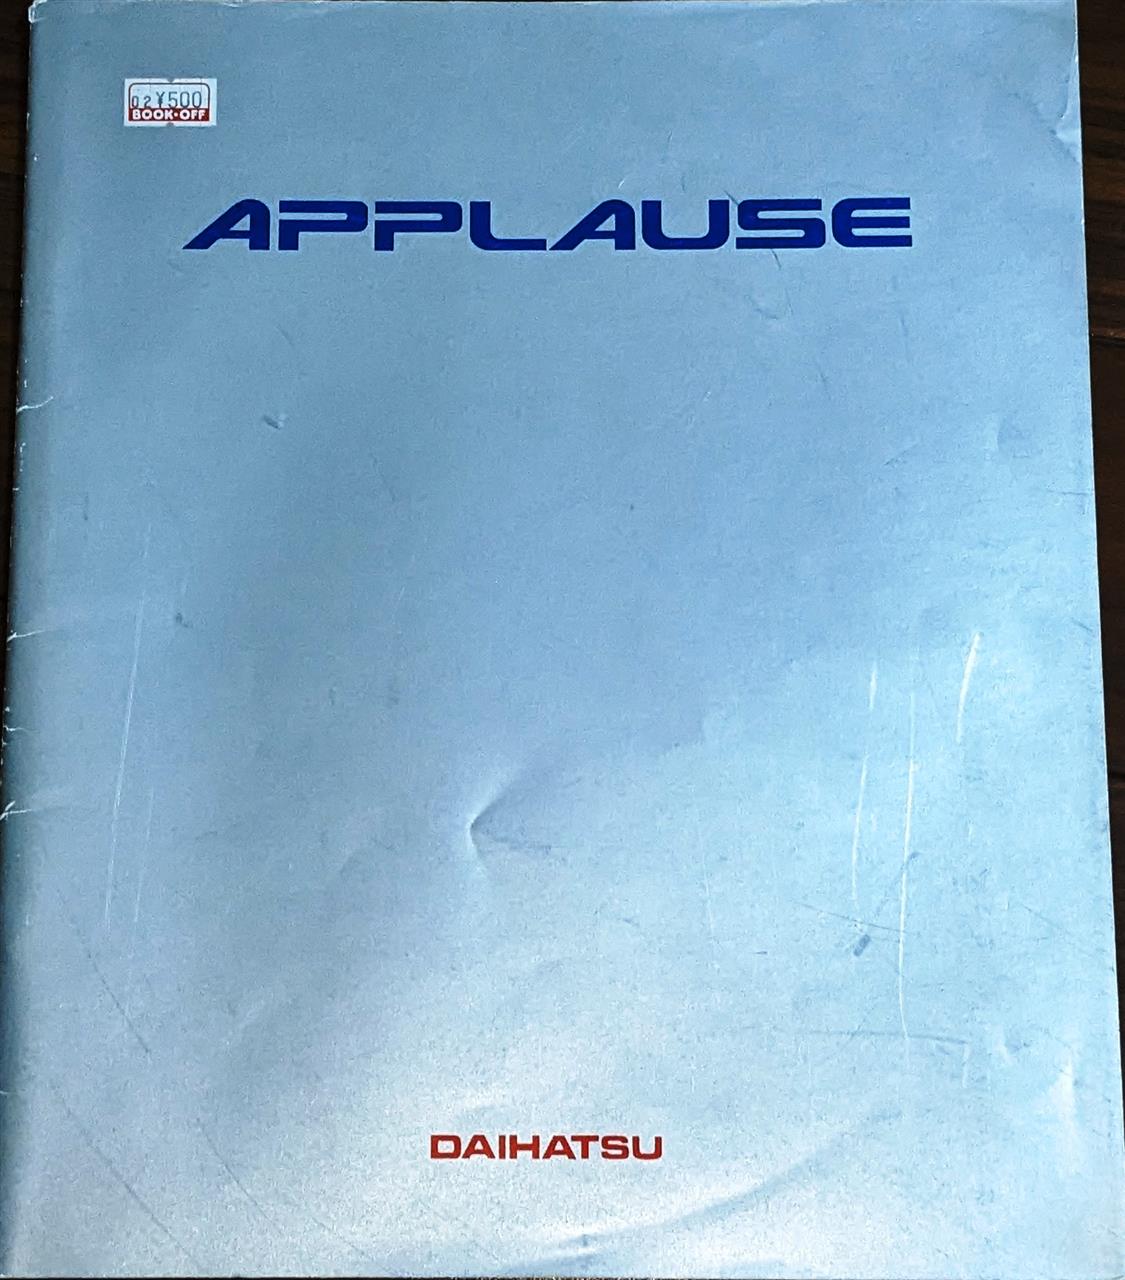 02 ¥500
BOOK·OFF
APPLAUSE
DAIHATSU